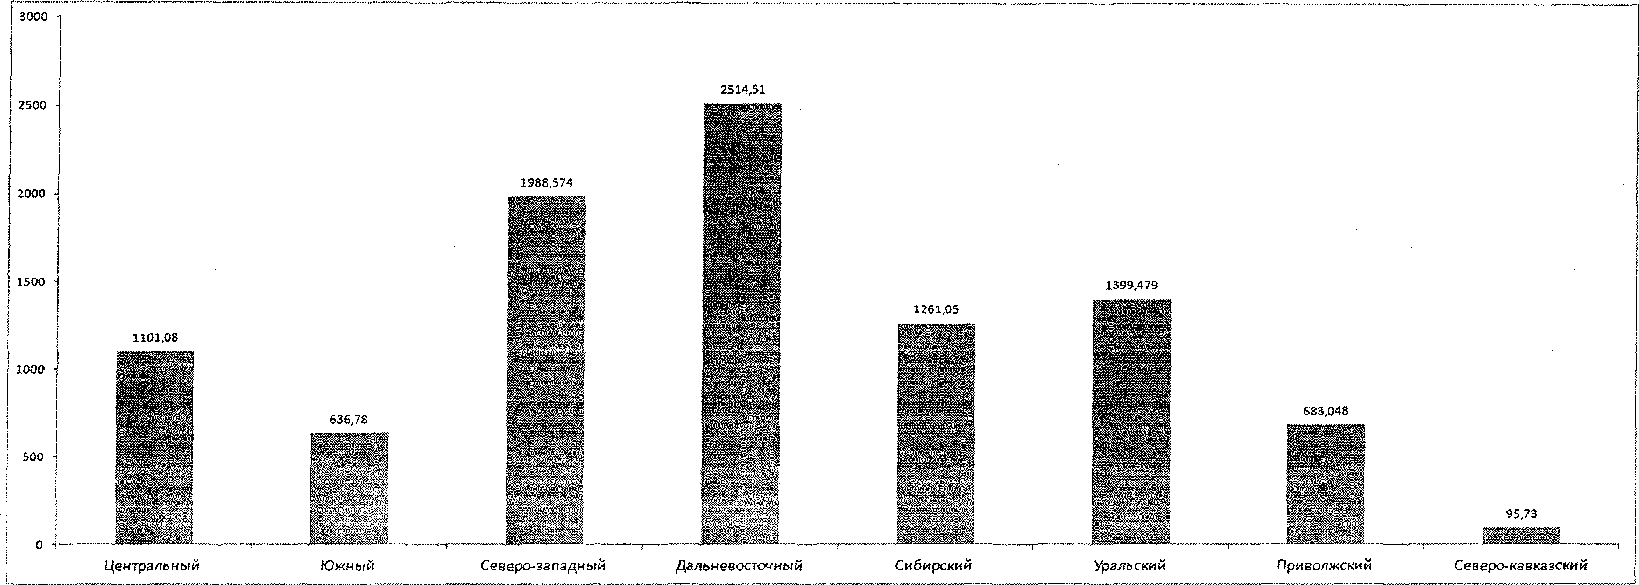 3000
2500
2000
1500
1000
500
0
1101,08
636,78
1988,574
2514,51
1261,05
1399,479
683,048
95,73
Центральный
Южный
Северо-западный
Дальневосточный
Сибирский
Уральский
Приволжский
Северо-кавказский